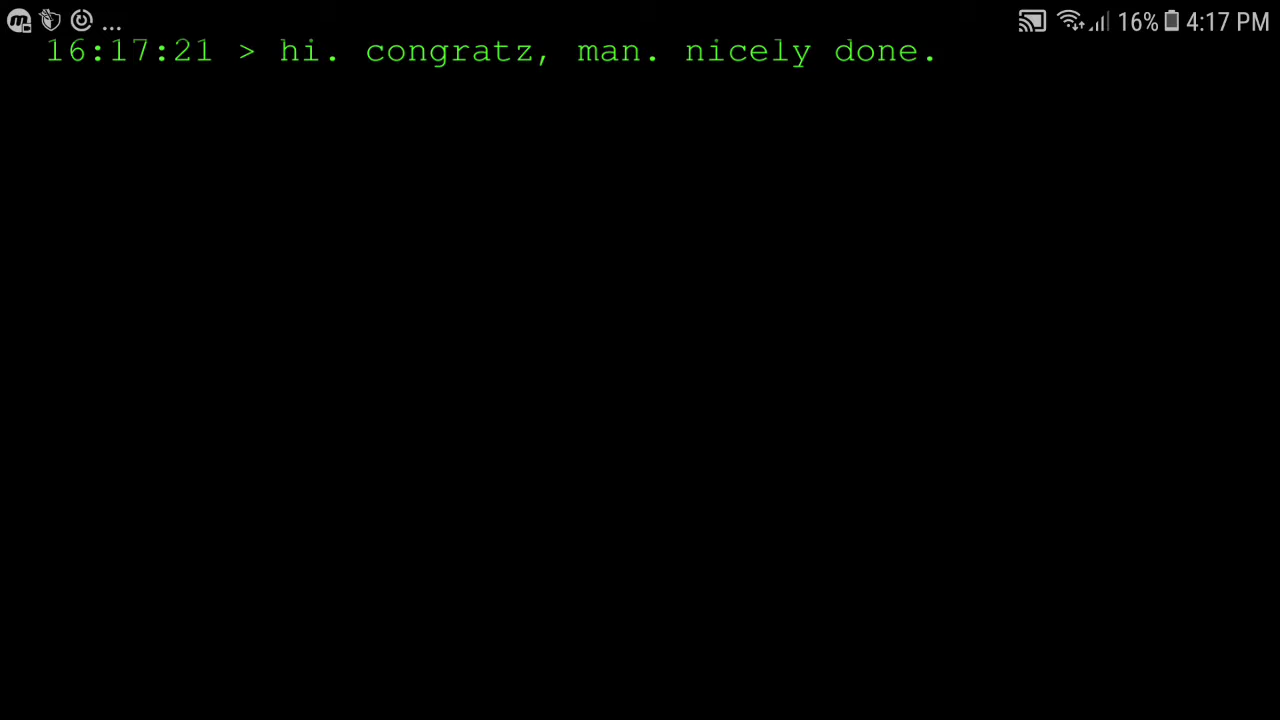 ... 16% 4:17 PM
16:17:21 > hi. congratz, man. nicely done.